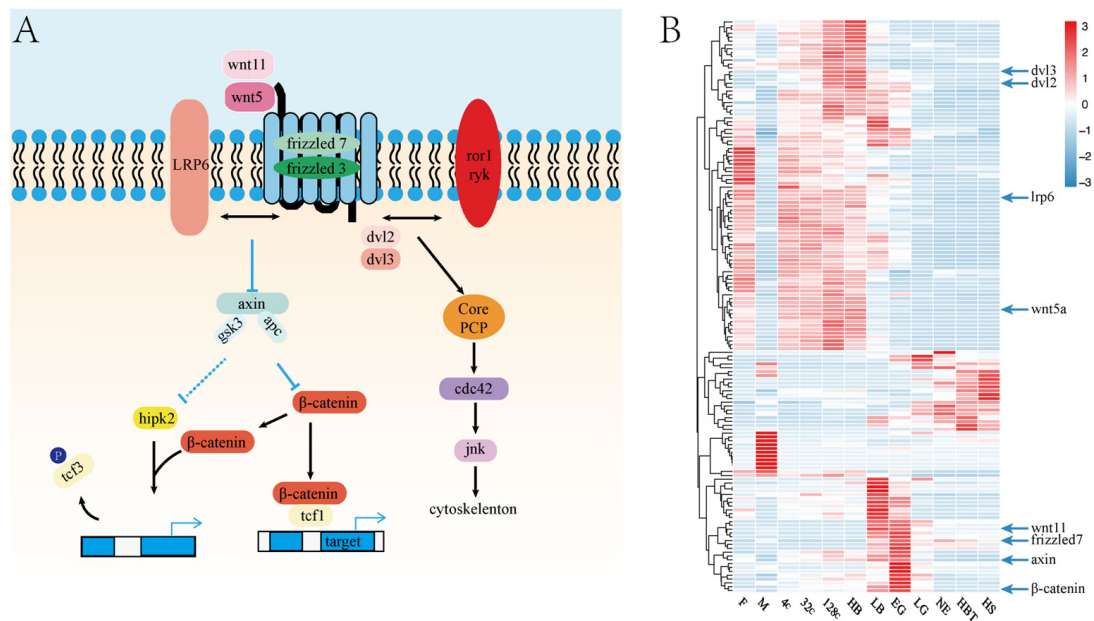 A
wnt11
wnt5
LRP6
frizzled 7
frizzled 3
ror1
ryk
dvl2
dvl3
axin
gsk3
apc
Core
PCP
hipk2
β-catenin
cdc42
β-catenin
jnk
P
tcf3
β-catenin
tcf1
cytoskelenton
target
B
3
2
1
0
−1
−2
−3
dvl3
dvl2
lrp6
wnt5a
wnt11
frizzled7
axin
β-catenin
F M 4c 32c 128c HB LB EG LG NE HBT HS